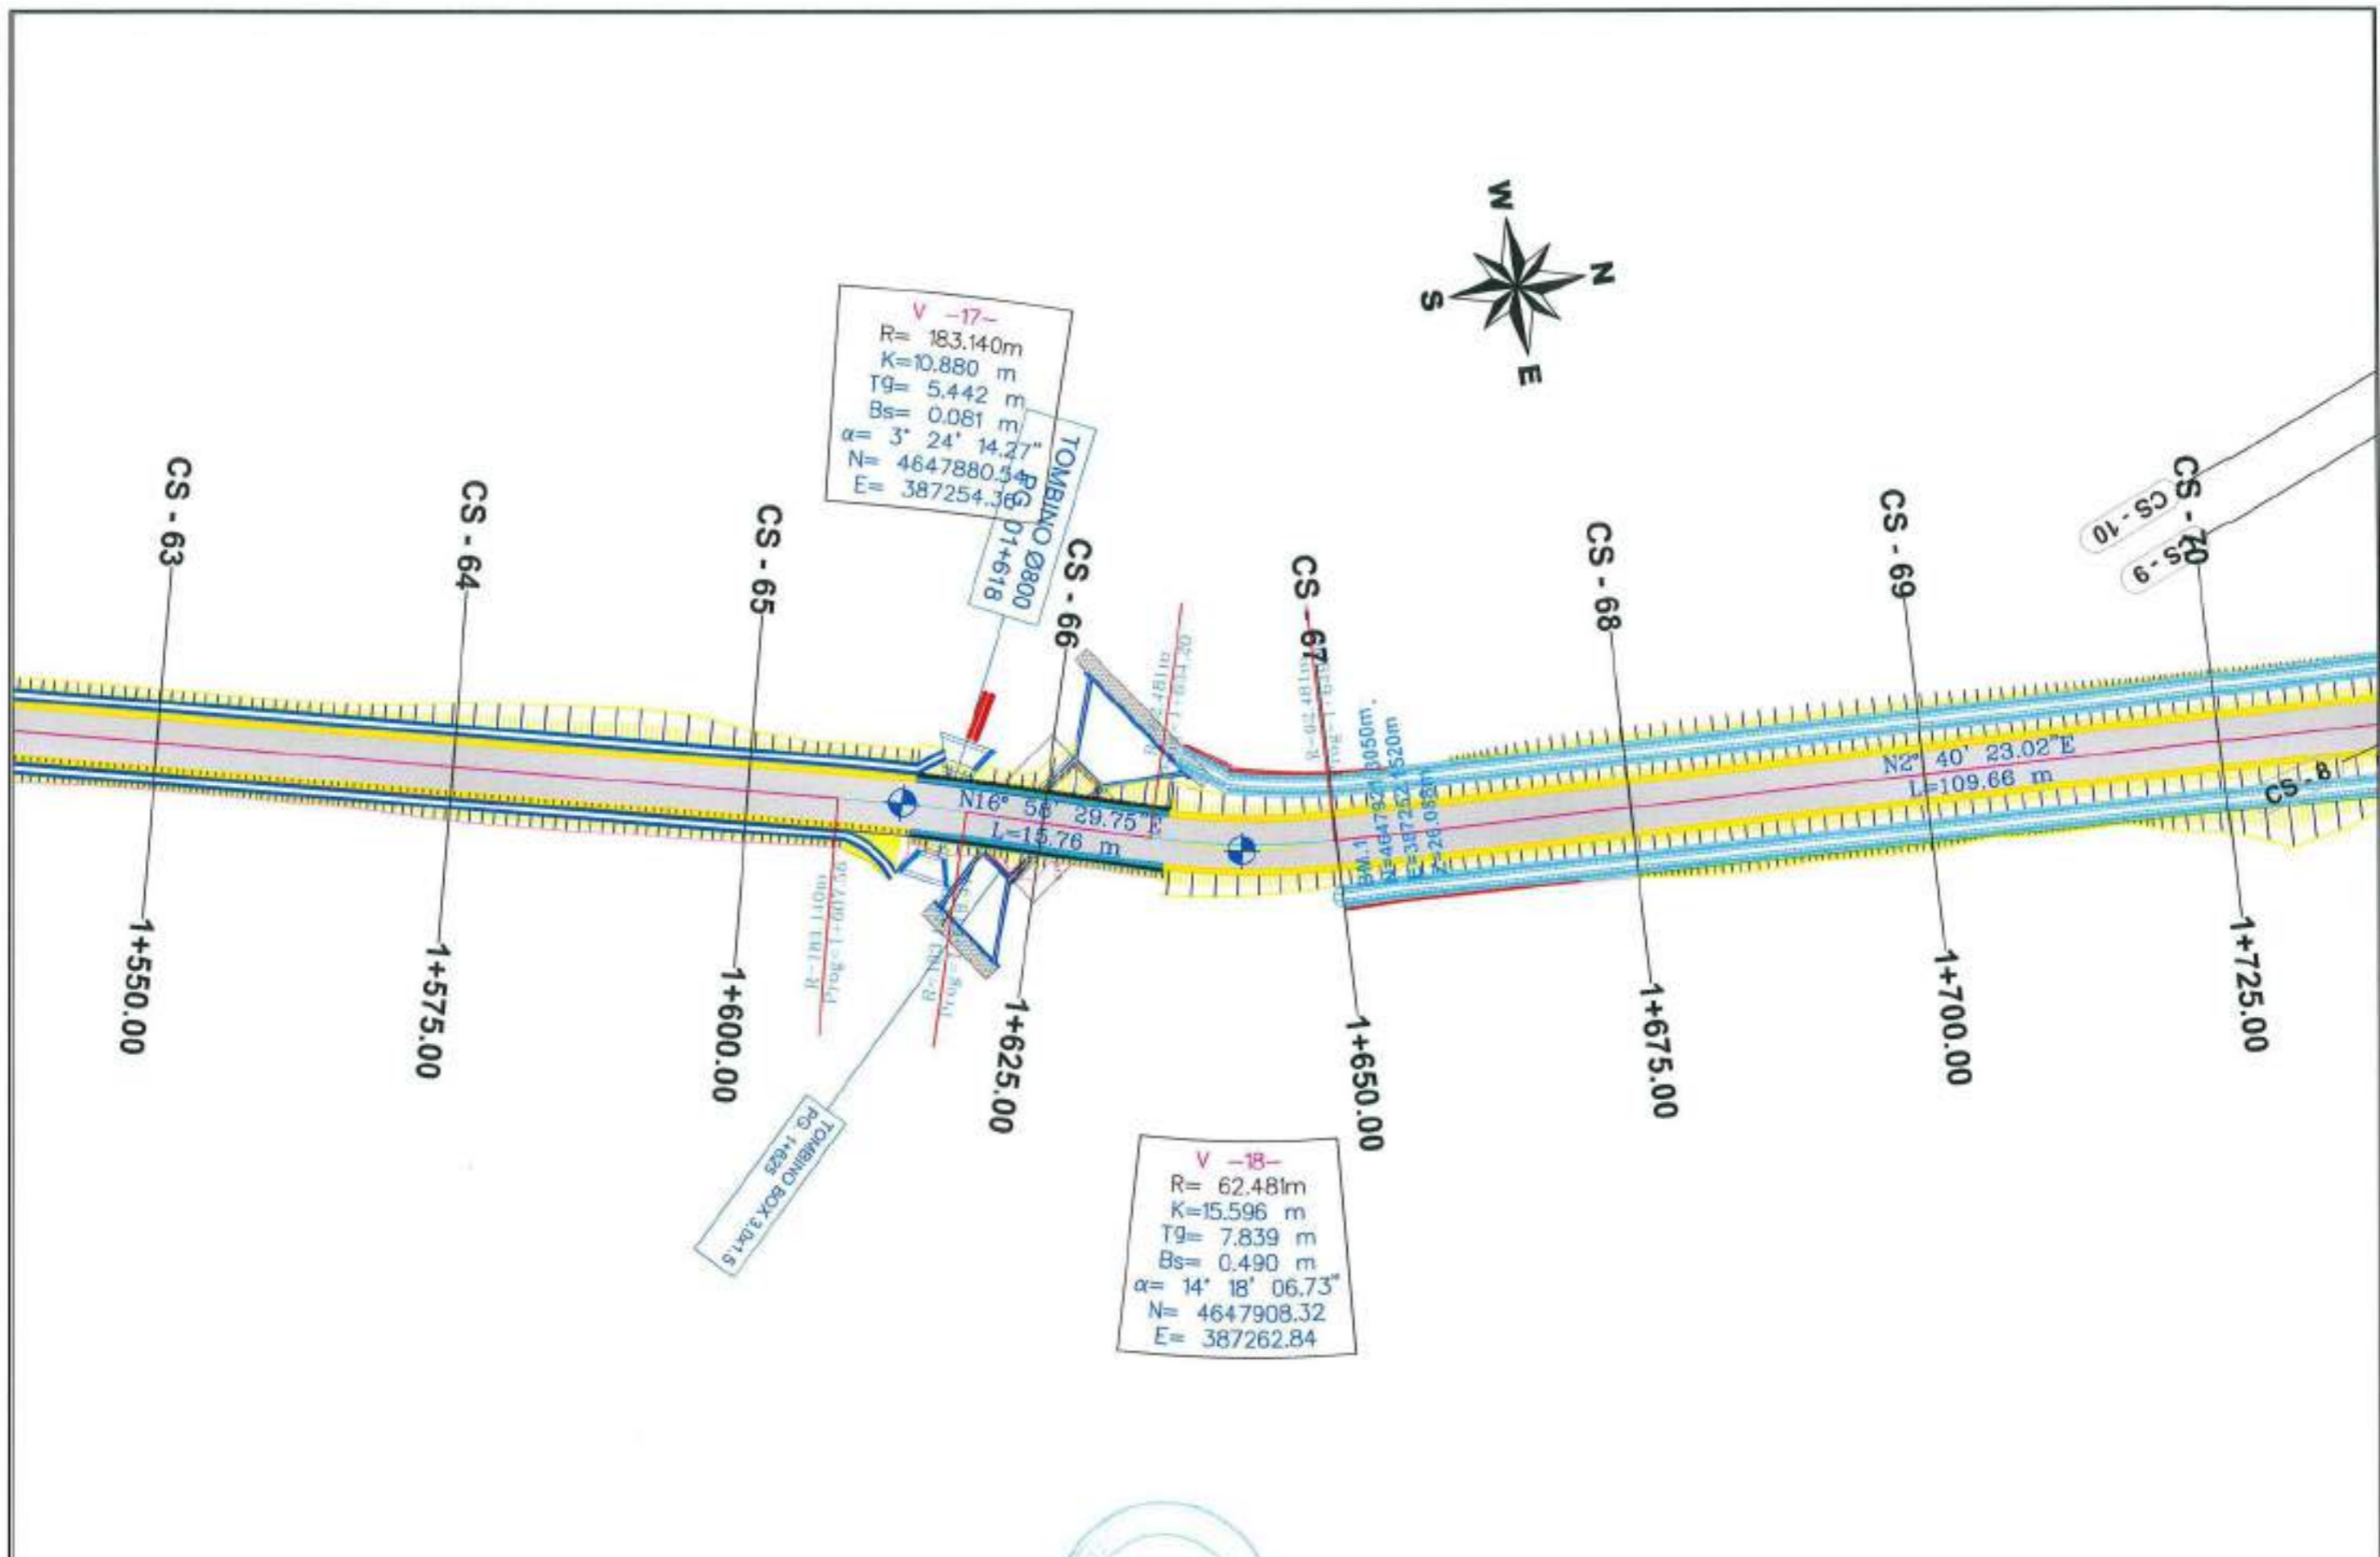 W
N
S
E
V -17-
R= 183.140m
K=10.880 m
Tg= 5.442 m
Bs= 0.081 m
α= 3° 24' 14.27"
N= 4647880.54
E= 387254.36
TOMBINO Ø800
PG 01+618
CS - 63
CS - 64
CS - 65
CS - 66
CS - 67
CS - 68
CS - 69
CS - 70
CS - 10
CS - 9
CS - 8
N16° 58' 29.75"E
L=15.76 m
N2° 40' 23.02"E
L=109.66 m
BM.1
1+550.00
1+575.00
1+600.00
1+625.00
1+650.00
1+675.00
1+700.00
1+725.00
TOMBINO BOX 3.0x1.5
PG. 1+625
V -18-
R= 62.481m
K=15.596 m
Tg= 7.839 m
Bs= 0.490 m
α= 14° 18' 06.73"
N= 4647908.32
E= 387262.84